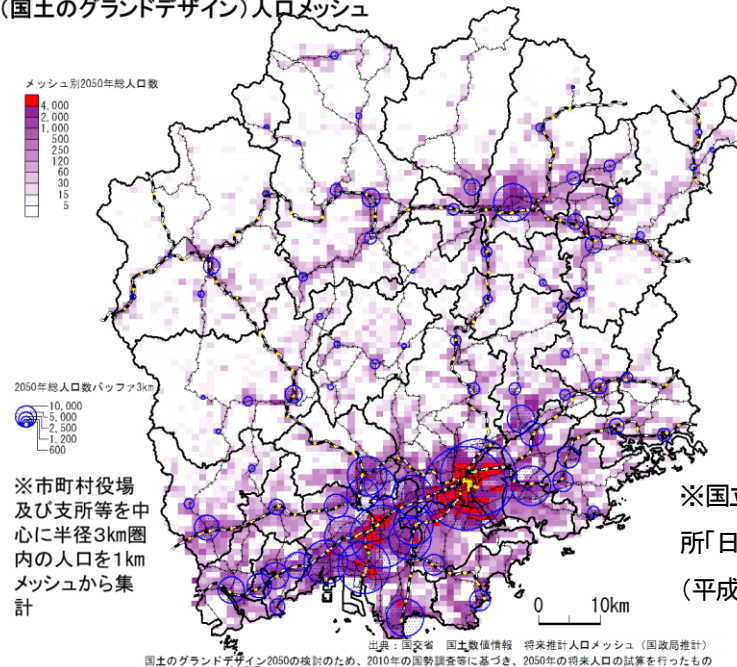 (国土のグランドデザイン)人口メッシュ
メッシュ別2050年総人口数
4,000
2,000
1,000
500
250
120
60
30
15
5
2050年総人口数バッファ3km
10,000
5,000
2,500
1,200
600
※市町村役場
及び支所等を中
心に半径3km圏
内の人口を1km
メッシュから集
計
※国立
所「日
(平成
0 10km
出典：国交省 国土数値情報 将来推計人口メッシュ（国政局推計）
国土のグランドデザイン2050の検討のため、2010年の国勢調査等に基づき、2050年の将来人口の試算を行ったもの